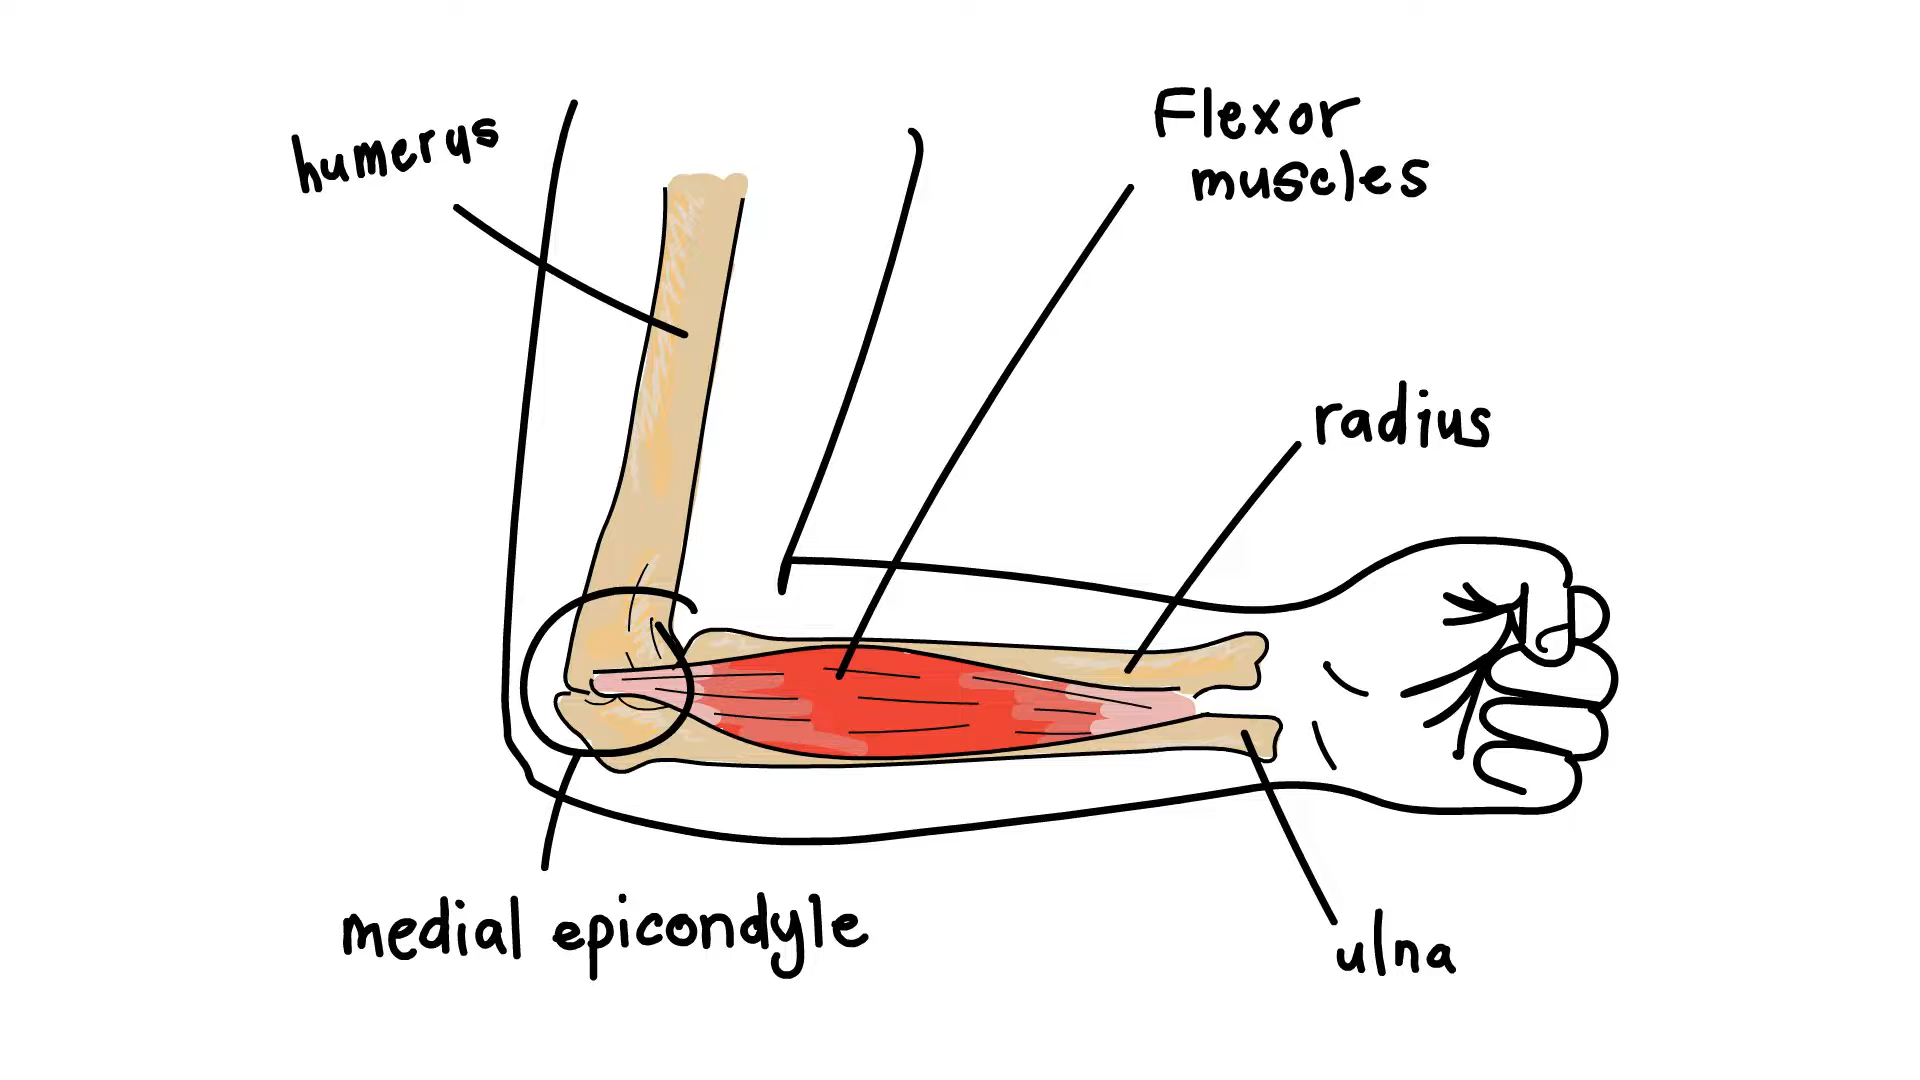 humerus
Flexor
muscles
radius
medial epicondyle
ulna